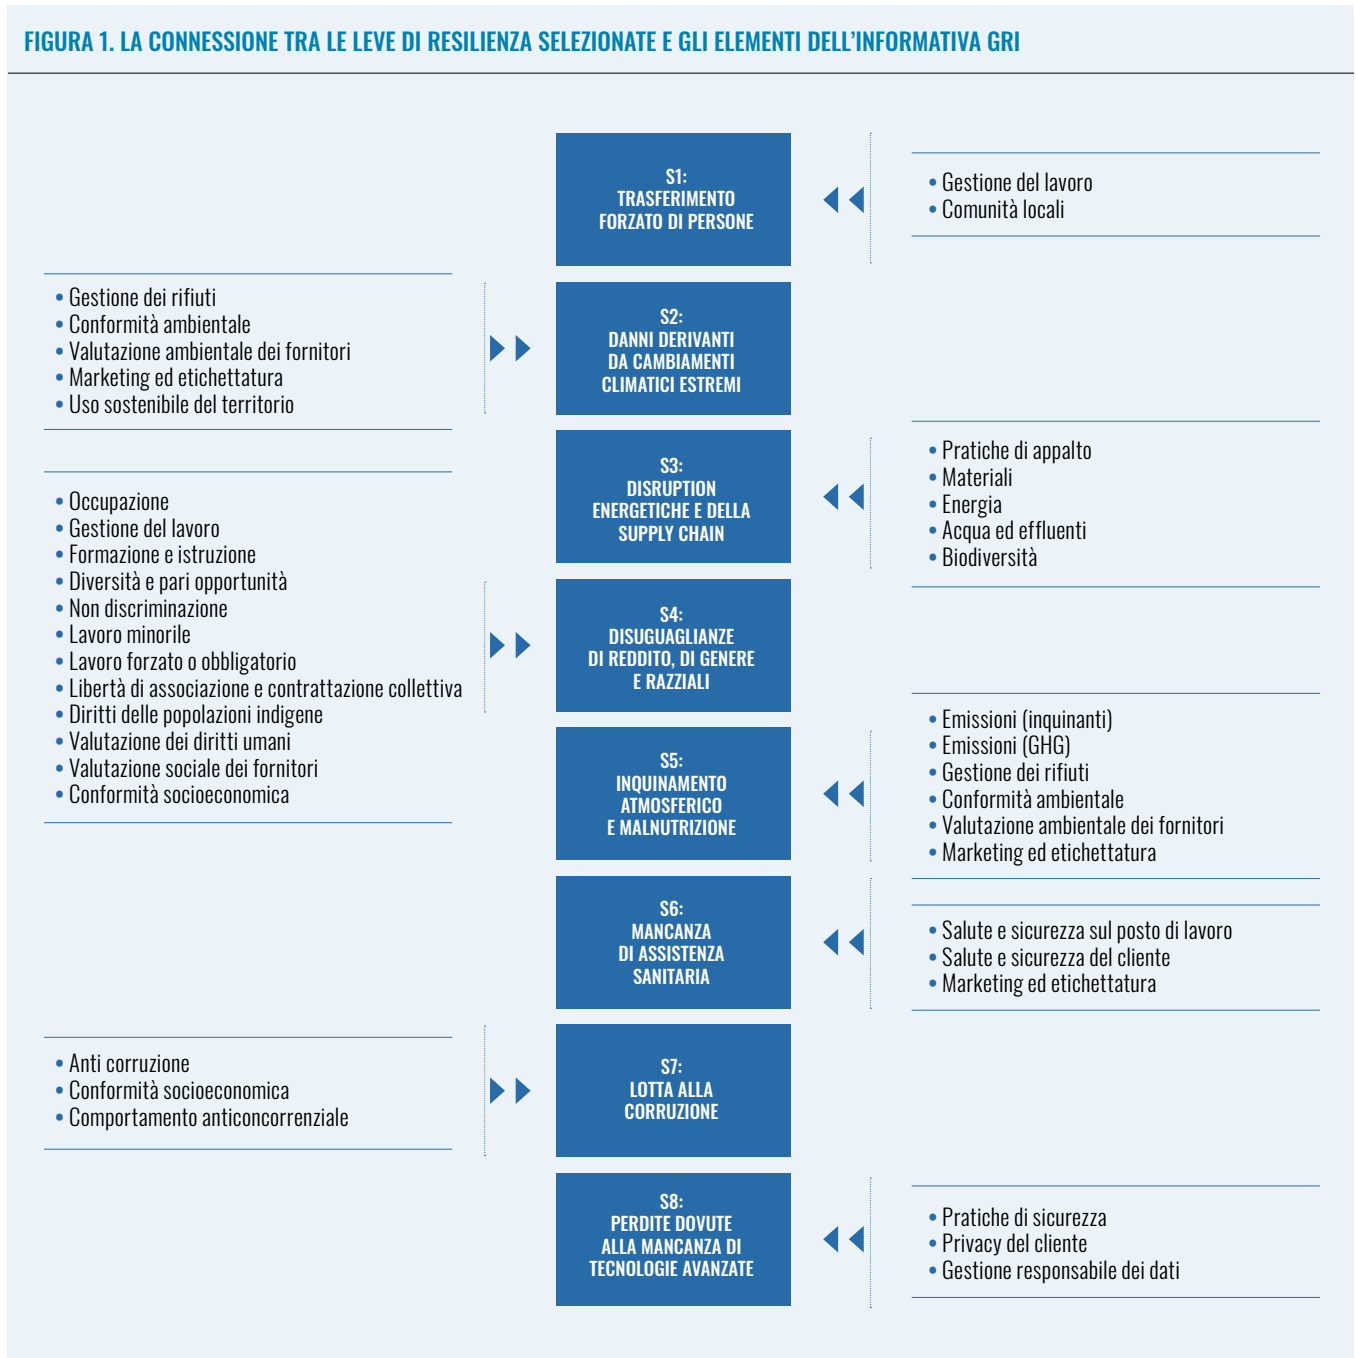 FIGURA 1. LA CONNESSIONE TRA LE LEVE DI RESILIENZA SELEZIONATE E GLI ELEMENTI DELL'INFORMATIVA GRI
S1:
TRASFERIMENTO
FORZATO DI PERSONE
• Gestione del lavoro
• Comunità locali
• Gestione dei rifiuti
• Conformità ambientale
• Valutazione ambientale dei fornitori
• Marketing ed etichettatura
• Uso sostenibile del territorio
S2:
DANNI DERIVANTI
DA CAMBIAMENTI
CLIMATICI ESTREMI
S3:
DISRUPTION
ENERGETICHE E DELLA
SUPPLY CHAIN
• Pratiche di appalto
• Materiali
• Energia
• Acqua ed effluenti
• Biodiversità
• Occupazione
• Gestione del lavoro
• Formazione e istruzione
• Diversità e pari opportunità
• Non discriminazione
• Lavoro minorile
• Lavoro forzato o obbligatorio
• Libertà di associazione e contrattazione collettiva
• Diritti delle popolazioni indigene
• Valutazione dei diritti umani
• Valutazione sociale dei fornitori
• Conformità socioeconomica
S4:
DISUGUAGLIANZE
DI REDDITO, DI GENERE
E RAZZIALI
S5:
INQUINAMENTO
ATMOSFERICO
E MALNUTRIZIONE
• Emissioni (inquinanti)
• Emissioni (GHG)
• Gestione dei rifiuti
• Conformità ambientale
• Valutazione ambientale dei fornitori
• Marketing ed etichettatura
S6:
MANCANZA
DI ASSISTENZA
SANITARIA
• Salute e sicurezza sul posto di lavoro
• Salute e sicurezza del cliente
• Marketing ed etichettatura
• Anti corruzione
• Conformità socioeconomica
• Comportamento anticoncorrenziale
S7:
LOTTA ALLA
CORRUZIONE
S8:
PERDITE DOVUTE
ALLA MANCANZA DI
TECNOLOGIE AVANZATE
• Pratiche di sicurezza
• Privacy del cliente
• Gestione responsabile dei dati